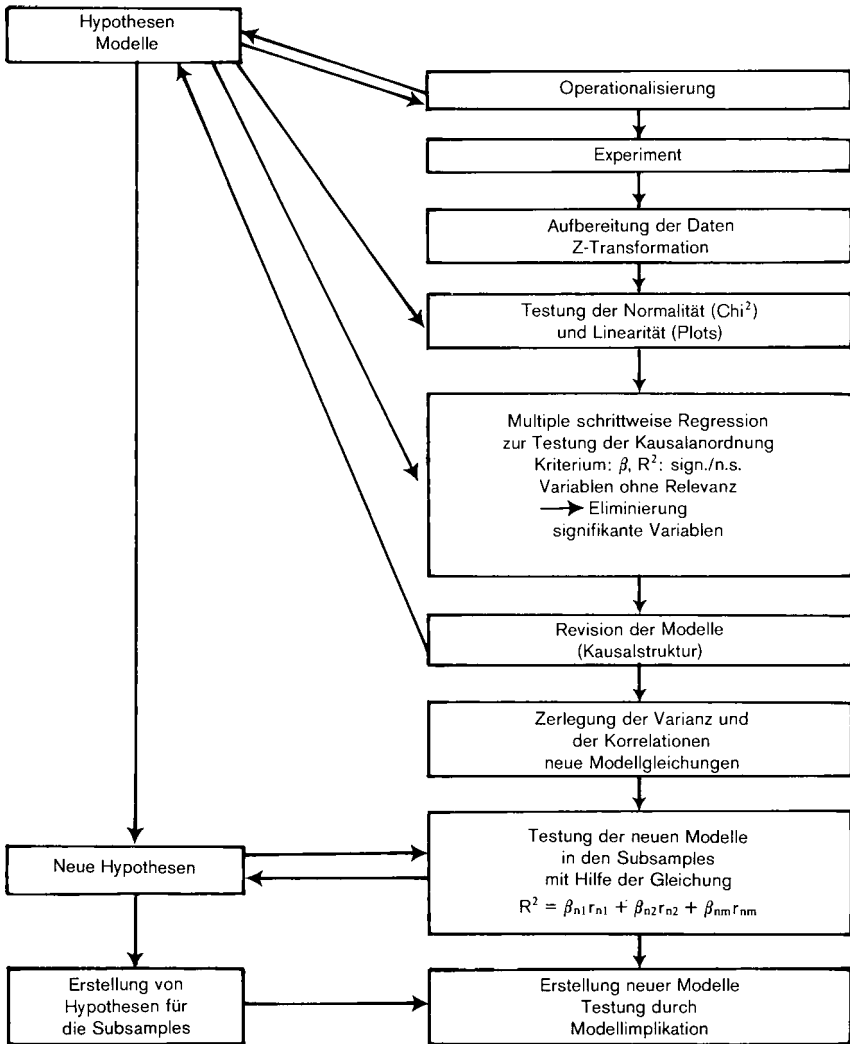 Hypothesen
Modelle
Operationalisierung
Experiment
Aufbereitung der Daten
Z-Transformation
Testung der Normalität (Chi²)
und Linearität (Plots)
Multiple schrittweise Regression
zur Testung der Kausalanordnung
Kriterium: β, R²: sign./n.s.
Variablen ohne Relevanz
→ Eliminierung
signifikante Variablen
Revision der Modelle
(Kausalstruktur)
Zerlegung der Varianz und
der Korrelationen
neue Modellgleichungen
Neue Hypothesen
Testung der neuen Modelle
in den Subsamples
mit Hilfe der Gleichung
R² = βn1rn1 + βn2rn2 + βnmrnm
Erstellung von
Hypothesen für
die Subsamples
Erstellung neuer Modelle
Testung durch
Modellimplikation